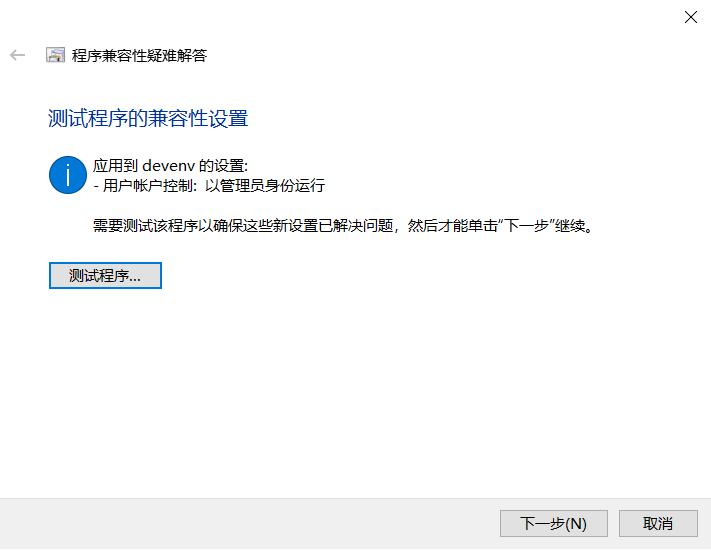 程序兼容性疑难解答
测试程序的兼容性设置
应用到 devenv 的设置:
- 用户帐户控制: 以管理员身份运行
需要测试该程序以确保这些新设置已解决问题，然后才能单击“下一步”继续。
测试程序...
下一步(N)
取消